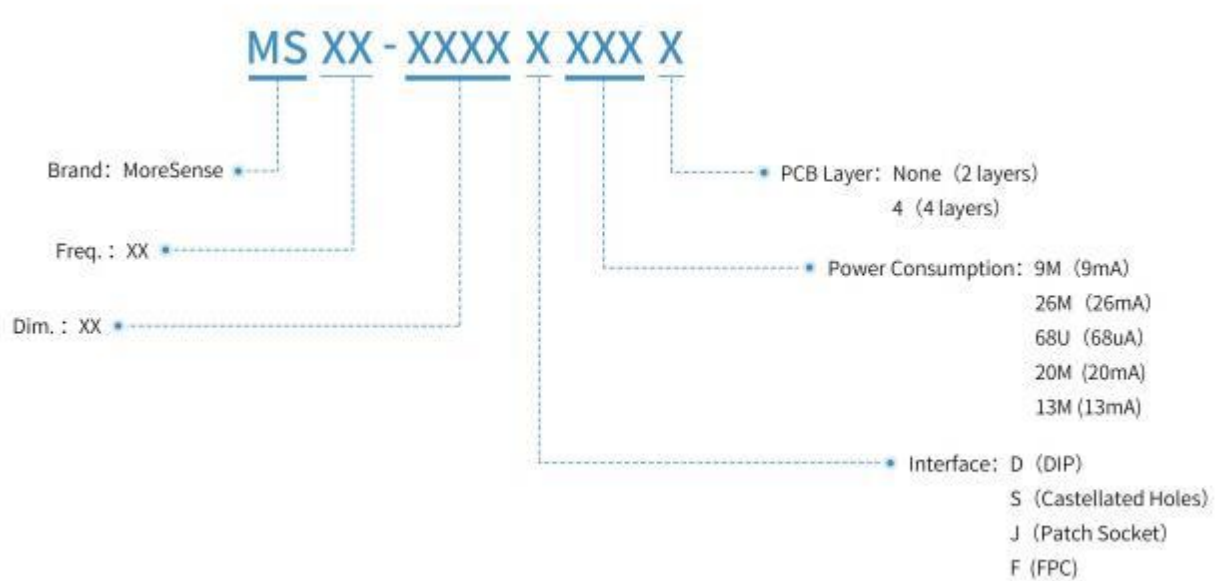 MS XX - XXXX X XXX X
Brand：MoreSense
PCB Layer：None（2 layers）
4（4 layers）
Freq.：XX
Power Consumption：9M（9mA）
26M（26mA）
68U（68uA）
Dim.：XX
20M (20mA)
13M (13mA)
Interface：D（DIP）
S（Castellated Holes）
J（Patch Socket）
F (FPC)